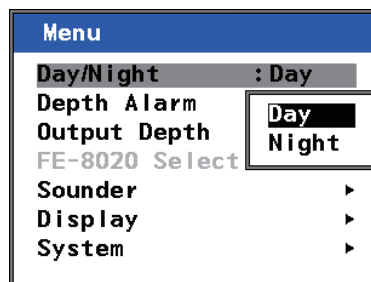 Menu
Day/Night : Day
Depth Alarm
Day
Output Depth
Night
FE-8020 Select
Sounder
Display
System